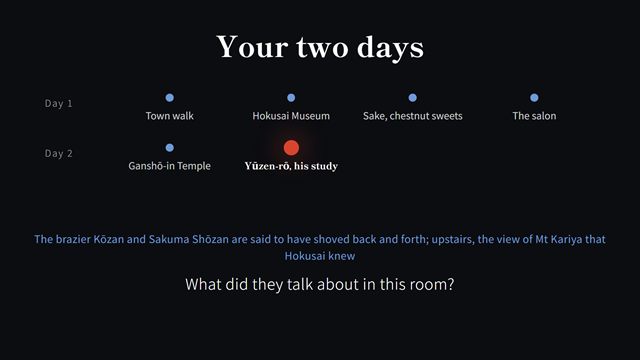 Your two days
Day 1
Town walk
Hokusai Museum
Sake, chestnut sweets
The salon
Day 2
Ganshō-in Temple
Yūzen-rō, his study
The brazier Kōzan and Sakuma Shōzan are said to have shoved back and forth; upstairs, the view of Mt Kariya that
Hokusai knew
What did they talk about in this room?